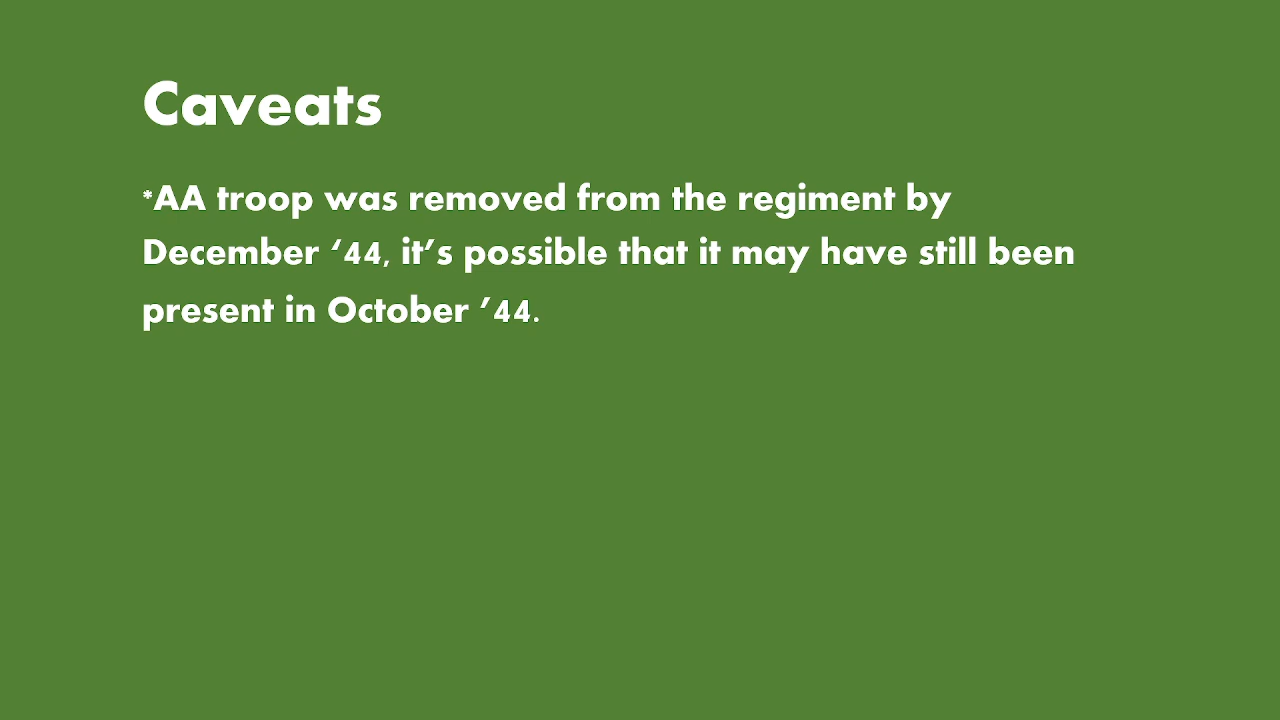 Caveats
*AA troop was removed from the regiment by
December ‘44, it’s possible that it may have still been
present in October ’44.